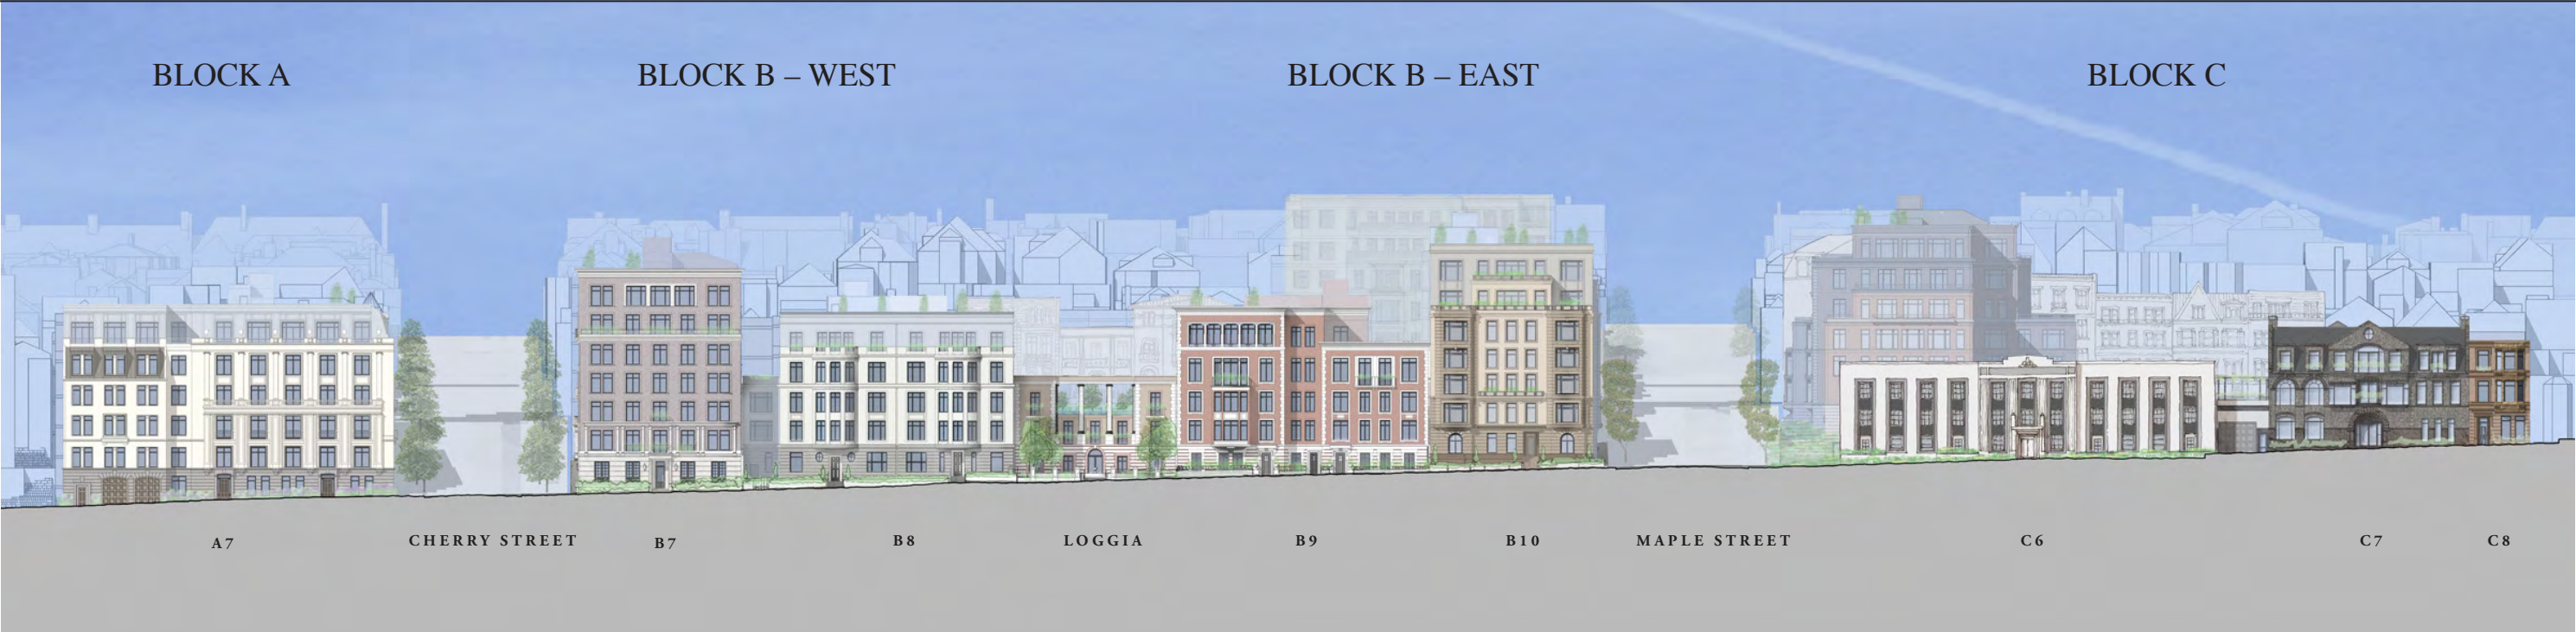 BLOCK A
BLOCK B – WEST
BLOCK B – EAST
BLOCK C
A7
CHERRY STREET
B7
B8
LOGGIA
B9
B10
MAPLE STREET
C6
C7
C8